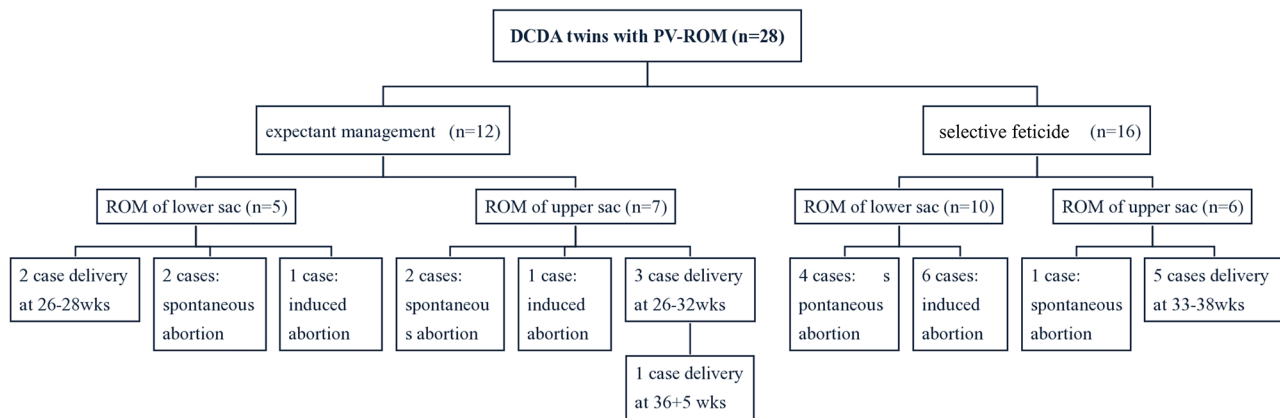 DCDA twins with PV-ROM (n=28)
expectant management (n=12)
selective feticide (n=16)
ROM of lower sac (n=5)
ROM of upper sac (n=7)
ROM of lower sac (n=10)
ROM of upper sac (n=6)
2 case delivery
at 26-28wks
2 cases:
spontaneous
abortion
1 case:
induced
abortion
2 cases:
spontaneou
s abortion
1 case:
induced
abortion
3 case delivery
at 26-32wks
4 cases: s
pontaneous
abortion
6 cases:
induced
abortion
1 case:
spontaneous
abortion
5 cases delivery
at 33-38wks
1 case delivery
at 36+5 wks